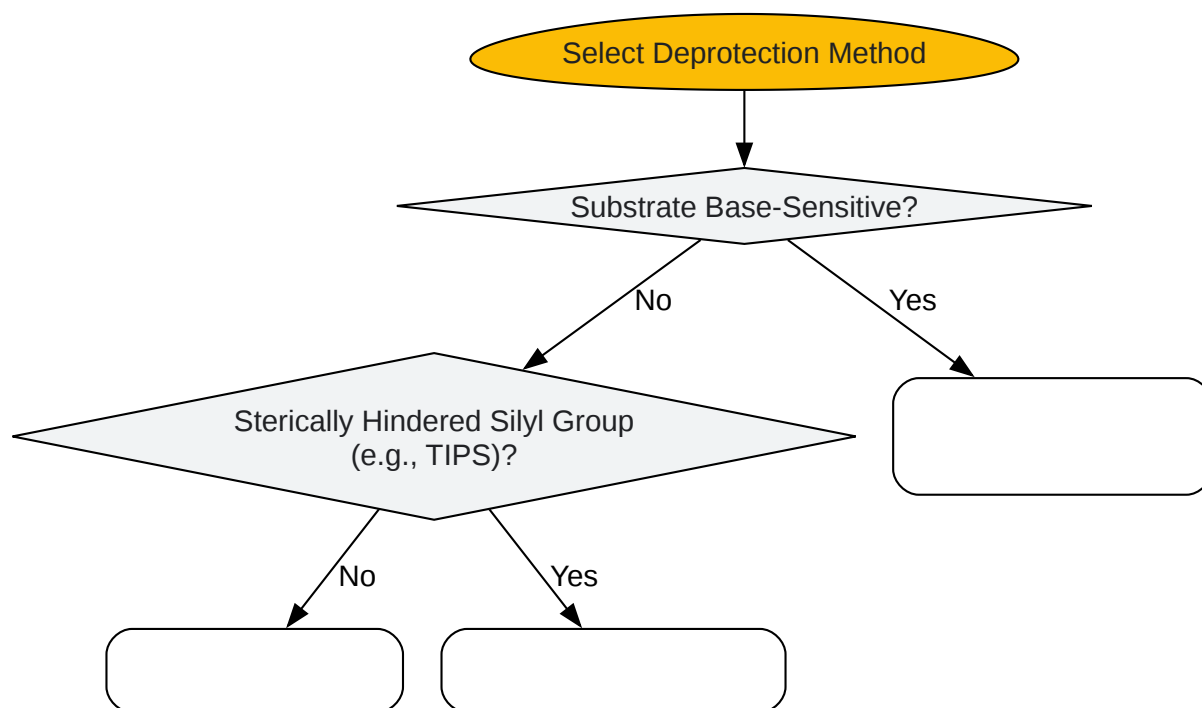 Select Deprotection Method
Substrate Base-Sensitive?
No
Yes
Sterically Hindered Silyl Group
(e.g., TIPS)?
No
Yes